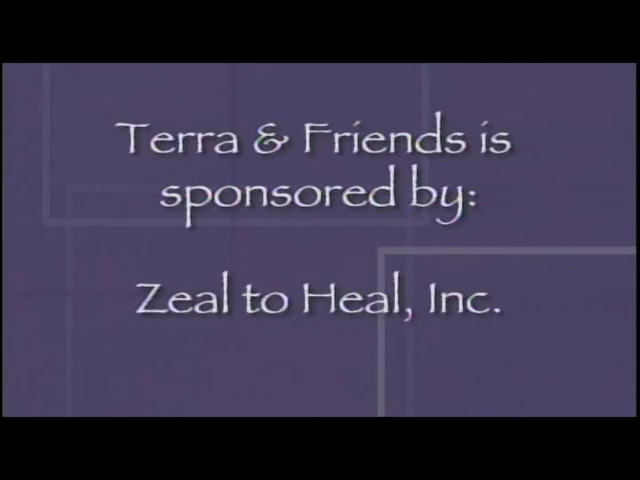 Terra & Friends is
sponsored by:
Zeal to Heal, Inc.